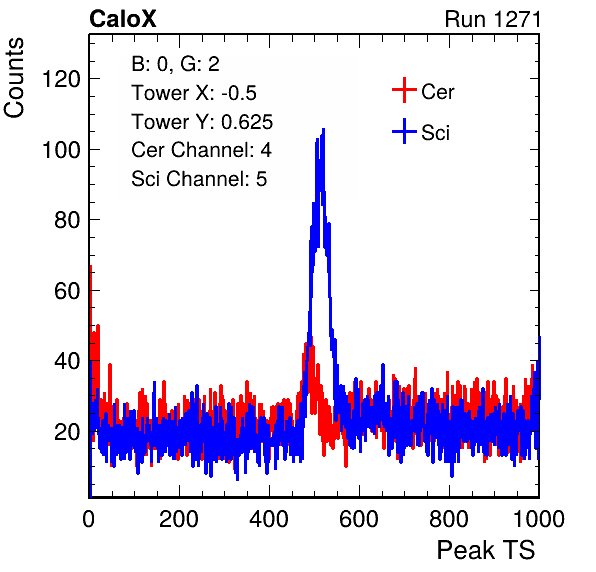 CaloX Run 1271
Counts
B: 0, G: 2
Tower X: -0.5
Tower Y: 0.625
Cer Channel: 4
Sci Channel: 5
Cer
Sci
120
100
80
60
40
20
0 200 400 600 800 1000
Peak TS